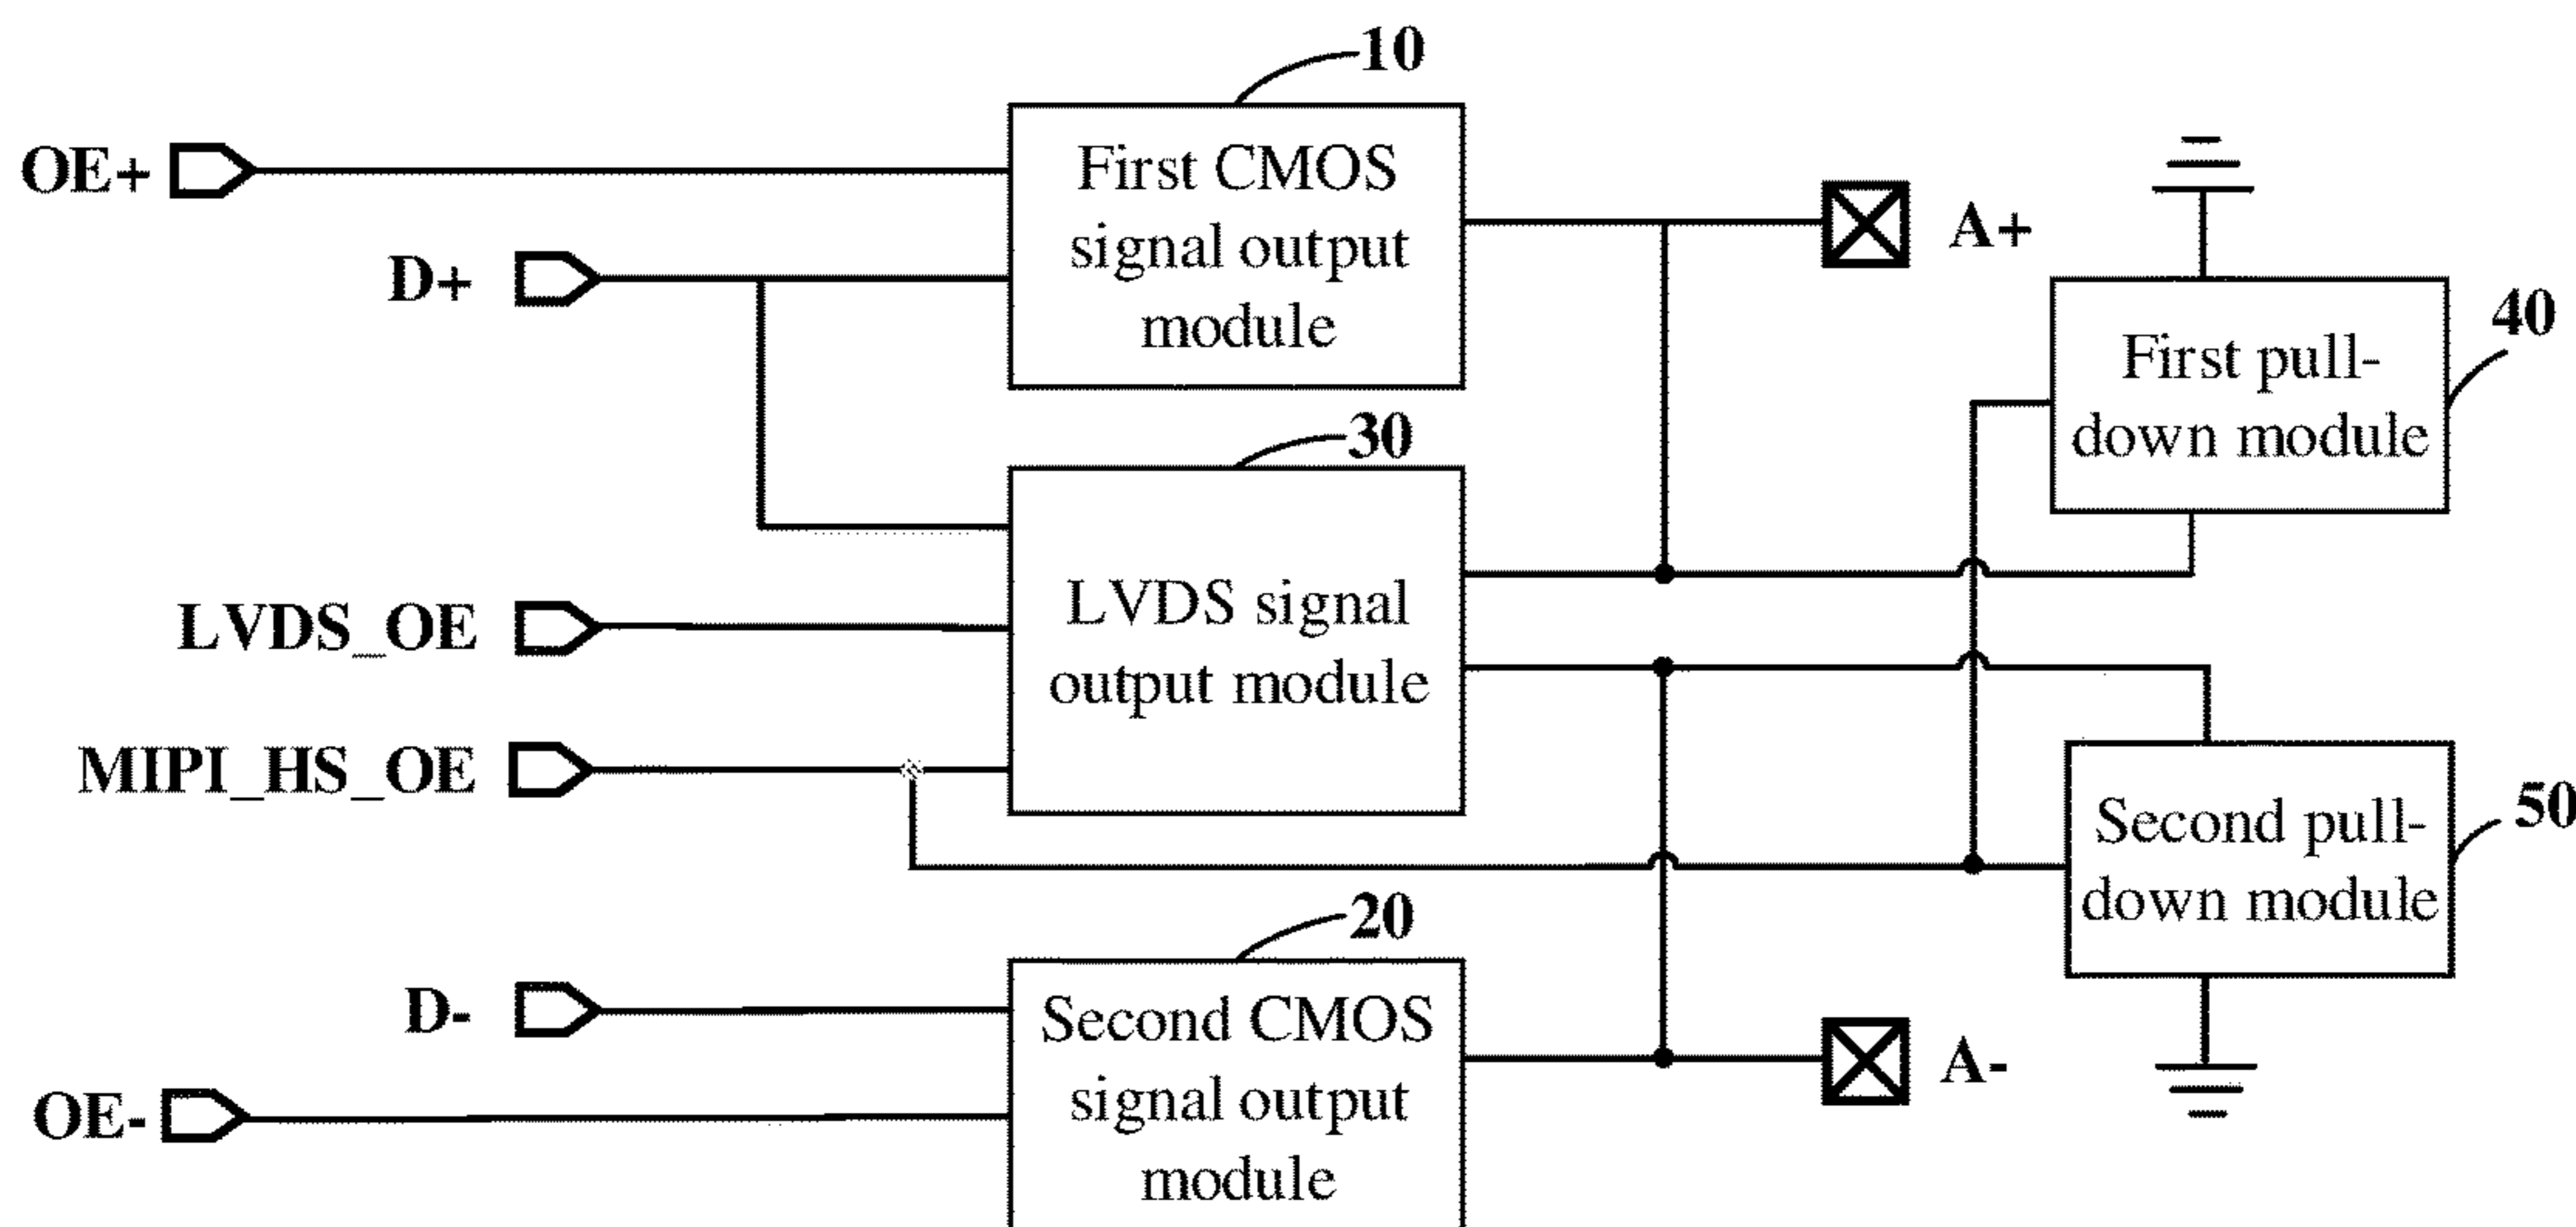 10
OE+
First CMOS
signal output
module
D+
A+
40
First pull-
down module
30
LVDS signal
output module
LVDS_OE
MIPI_HS_OE
50
Second pull-
down module
20
D-
Second CMOS
signal output
module
A-
OE-